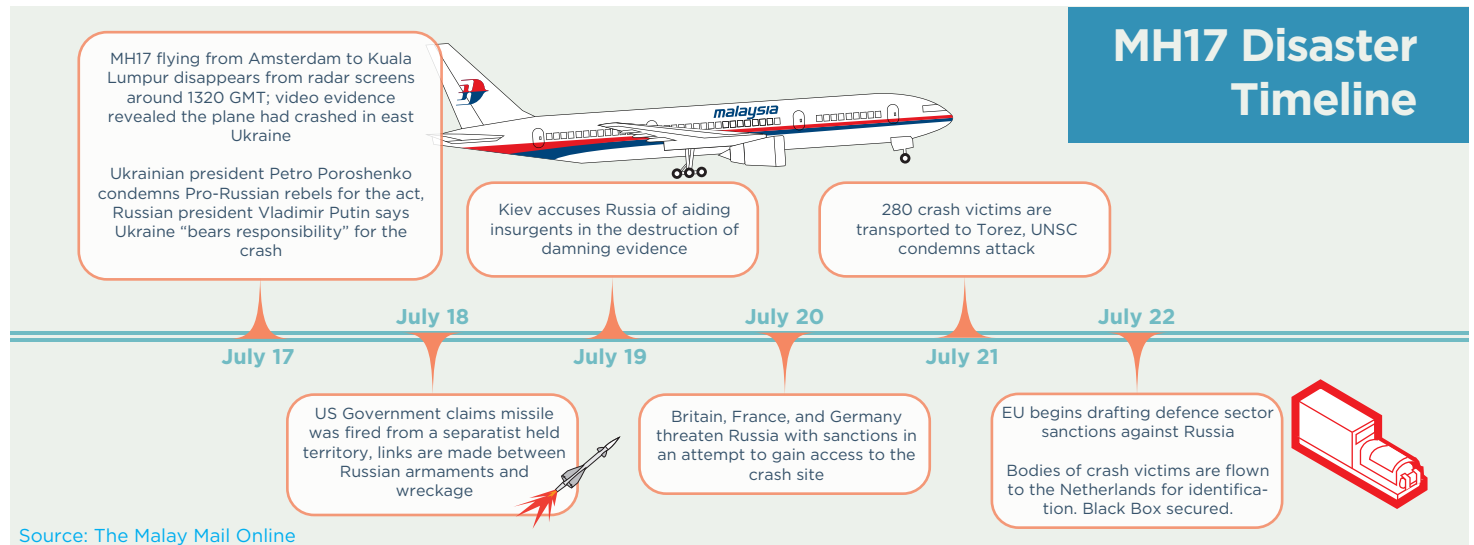 MH17 Disaster
Timeline
MH17 flying from Amsterdam to Kuala
Lumpur disappears from radar screens
around 1320 GMT; video evidence
revealed the plane had crashed in east
Ukraine
Ukrainian president Petro Poroshenko
condemns Pro-Russian rebels for the act,
Russian president Vladimir Putin says
Ukraine “bears responsibility” for the
crash
malaysia
July 17
July 18
US Government claims missile
was fired from a separatist held
territory, links are made between
Russian armaments and
wreckage
Kiev accuses Russia of aiding
insurgents in the destruction of
damning evidence
July 19
July 20
Britain, France, and Germany
threaten Russia with sanctions in
an attempt to gain access to the
crash site
280 crash victims are
transported to Torez, UNSC
condemns attack
July 21
July 22
EU begins drafting defence sector
sanctions against Russia
Bodies of crash victims are flown
to the Netherlands for identifica-
tion. Black Box secured.
Source: The Malay Mail Online